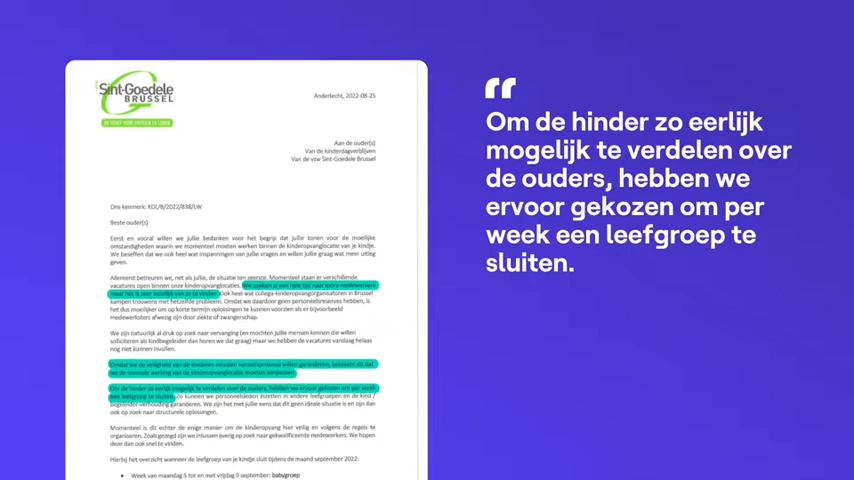 vzw
Sint-Goedele
BRUSSEL
Anderlecht, 2022-08-25
Aan de ouder(s)
Van de kinderdagverblijven
Van de vzw Sint-Goedele Brussel
Ons kenmerk: KOL/B/2022/838/LW
Beste ouder(s)
Eerst en vooral willen we jullie bedanken voor het begrip dat jullie tonen voor de moeilijke
omstandigheden waarin we momenteel moeten werken binnen de kinderopvanglocatie van je kindje.
We beseffen dat we ook heel wat inspanningen van jullie vragen en willen jullie graag wat meer uitleg
geven.
Allereerst betreuren we, net als jullie, de situatie ten zeerste. Momenteel staan er verschillende
vacatures open binnen onze kinderopvanglocaties. We zoeken al een hele tijd naar extra medewerkers
maar het is zeer moeilijk van ze te vinden. Ook heel wat collega-kinderopvangorganisatoren in Brussel
kampen trouwens met hetzelfde probleem. Omdat we daardoor geen personeelsreserves hebben, is
het dus moeilijker om op korte termijn oplossingen te kunnen voorzien als er bijvoorbeeld
medewerksters afwezig zijn door ziekte of zwangerschap.
We zijn natuurlijk al druk op zoek naar vervanging (en mochten jullie mensen kennen die willen
solliciteren als kindbegeleider dan horen we dat graag) maar we hebben de vacatures vandaag helaas
nog niet kunnen invullen.
Omdat we de veiligheid van de kinderen intussen vanzelfsprekend willen garanderen, betekent dit dat
we de normale werking van de kinderopvanglocatie moeten aanpassen.
Om de hinder zo eerlijk mogelijk te verdelen over de ouders, hebben we ervoor gekozen om per week
een leefgroep te sluiten. Zo kunnen we personeelsleden inzetten in andere leefgroepen en de kind /
begeleider-verhouding garanderen. We zijn het met jullie eens dat dit geen ideale situatie is en zijn dan
ook op zoek naar structurele oplossingen.
Momenteel is dit echter de enige manier om de kinderopvang hier veilig en volgens de regels te
organiseren. Zoals gezegd zijn we intussen ijverig op zoek naar gekwalificeerde medewerkers. We hopen
deze dan ook snel te vinden.
Hierbij het overzicht wanneer de leefgroep van je kindje sluit tijdens de maand september 2022:
• Week van maandag 5 tot en met vrijdag 9 september: babygroep
Om de hinder zo eerlijk
mogelijk te verdelen over
de ouders, hebben we
ervoor gekozen om per
week een leefgroep te
sluiten.